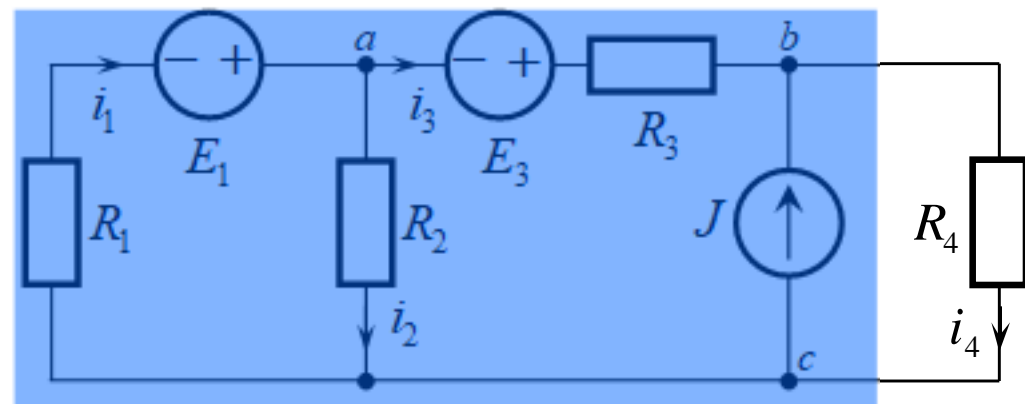 a
b
− +
− +
i₁
i₃
E₁
E₃
R₃
R₁
R₂
J
R₄
i₂
i₄
c